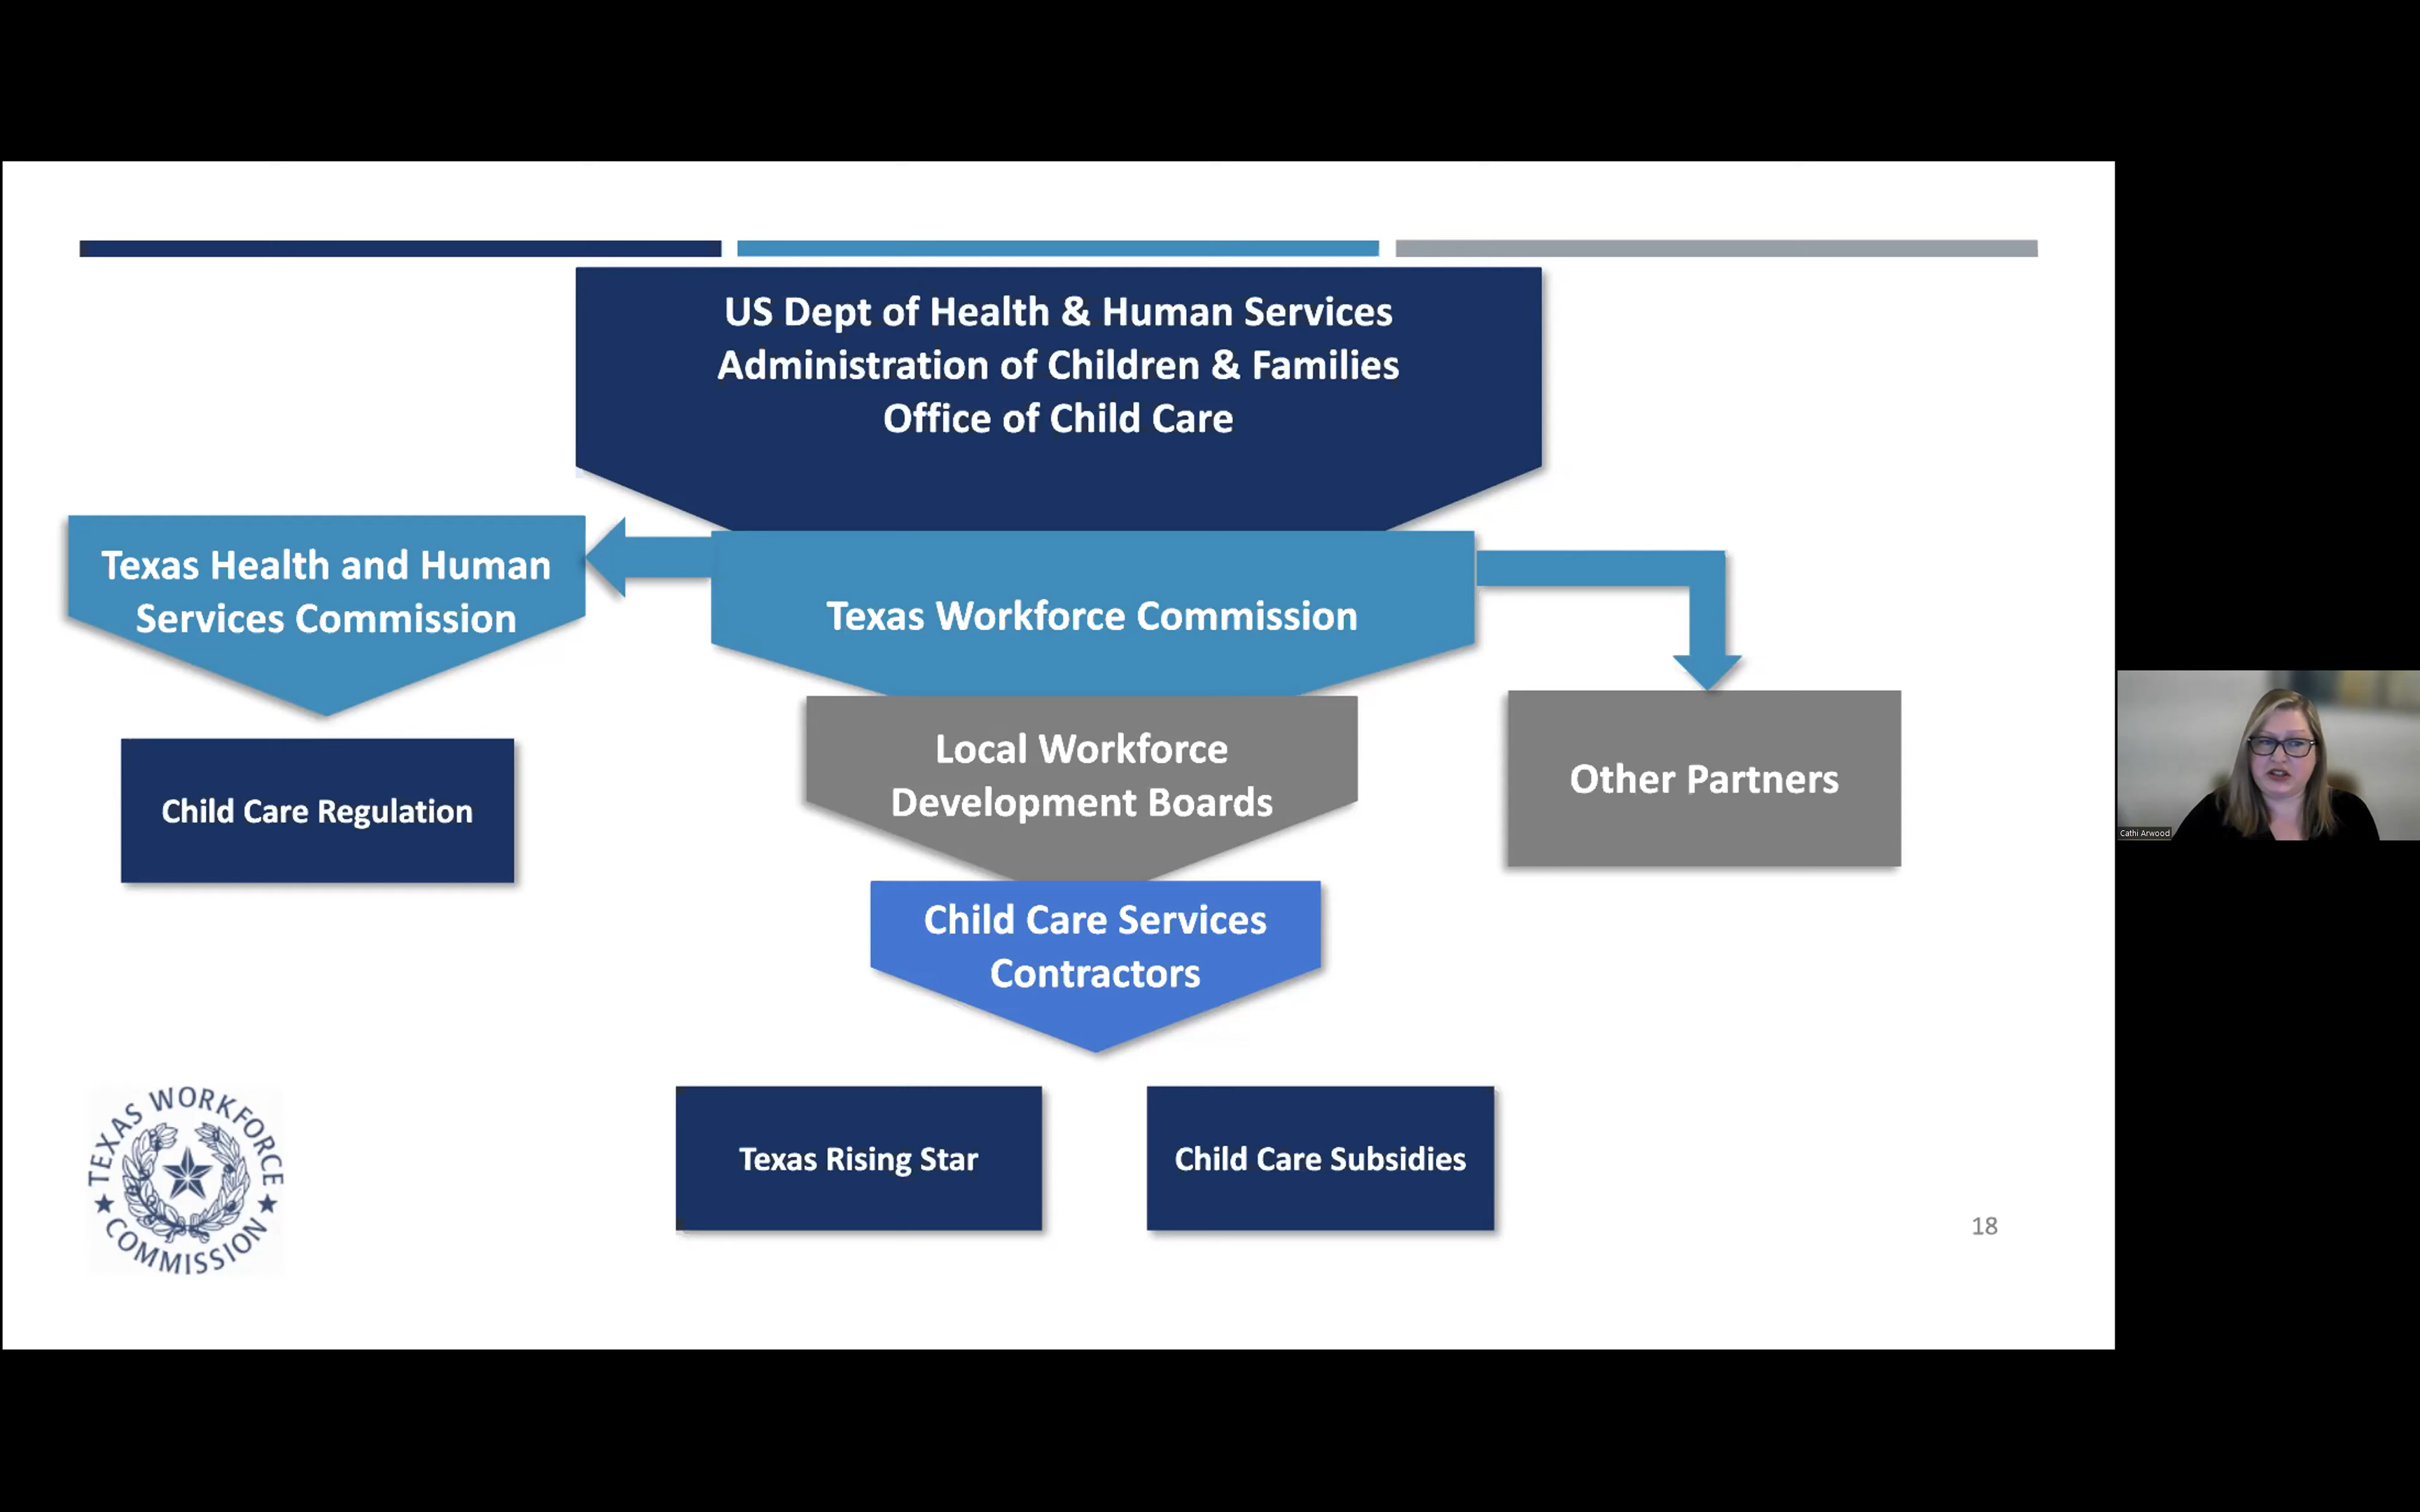 US Dept of Health & Human Services
Administration of Children & Families
Office of Child Care
Texas Health and Human
Services Commission
Texas Workforce Commission
Child Care Regulation
Local Workforce
Development Boards
Other Partners
Child Care Services
Contractors
Texas Rising Star
Child Care Subsidies
TEXAS WORKFORCE
COMMISSION
18
Cathi Arwood